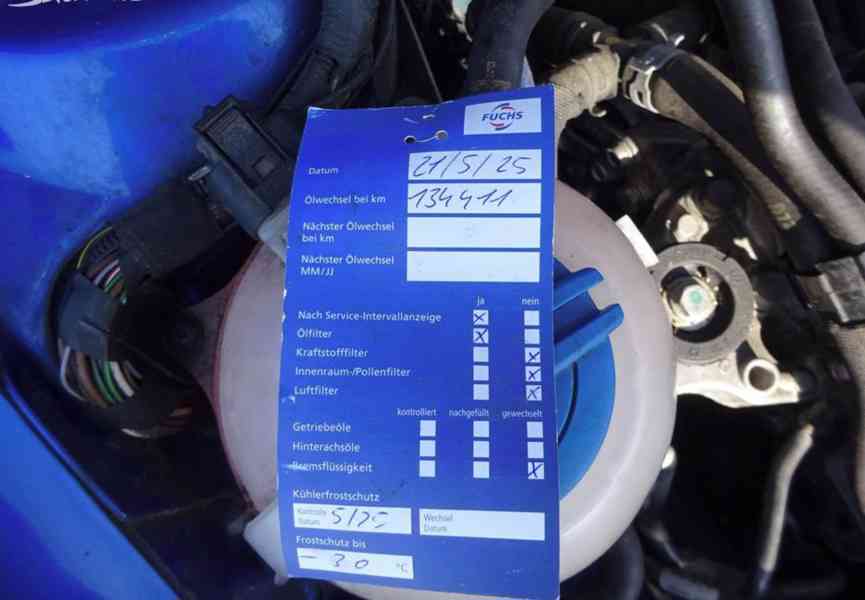 FUCHS
Datum 21/5/25
Ölwechsel bei km 134411
Nächster Ölwechsel
bei km
Nächster Ölwechsel
MM/JJ
ja nein
Nach Service-Intervallanzeige X
Ölfilter X
Kraftstofffilter X
Innenraum-/Pollenfilter X
Luftfilter X
kontrolliert nachgefüllt gewechselt
Getriebeöle
Hinterachsöle
Bremsflüssigkeit X
Kühlerfrostschutz
Kontrolle
Datum 5/25
Wechsel
Datum
Frostschutz bis
- 30 °C